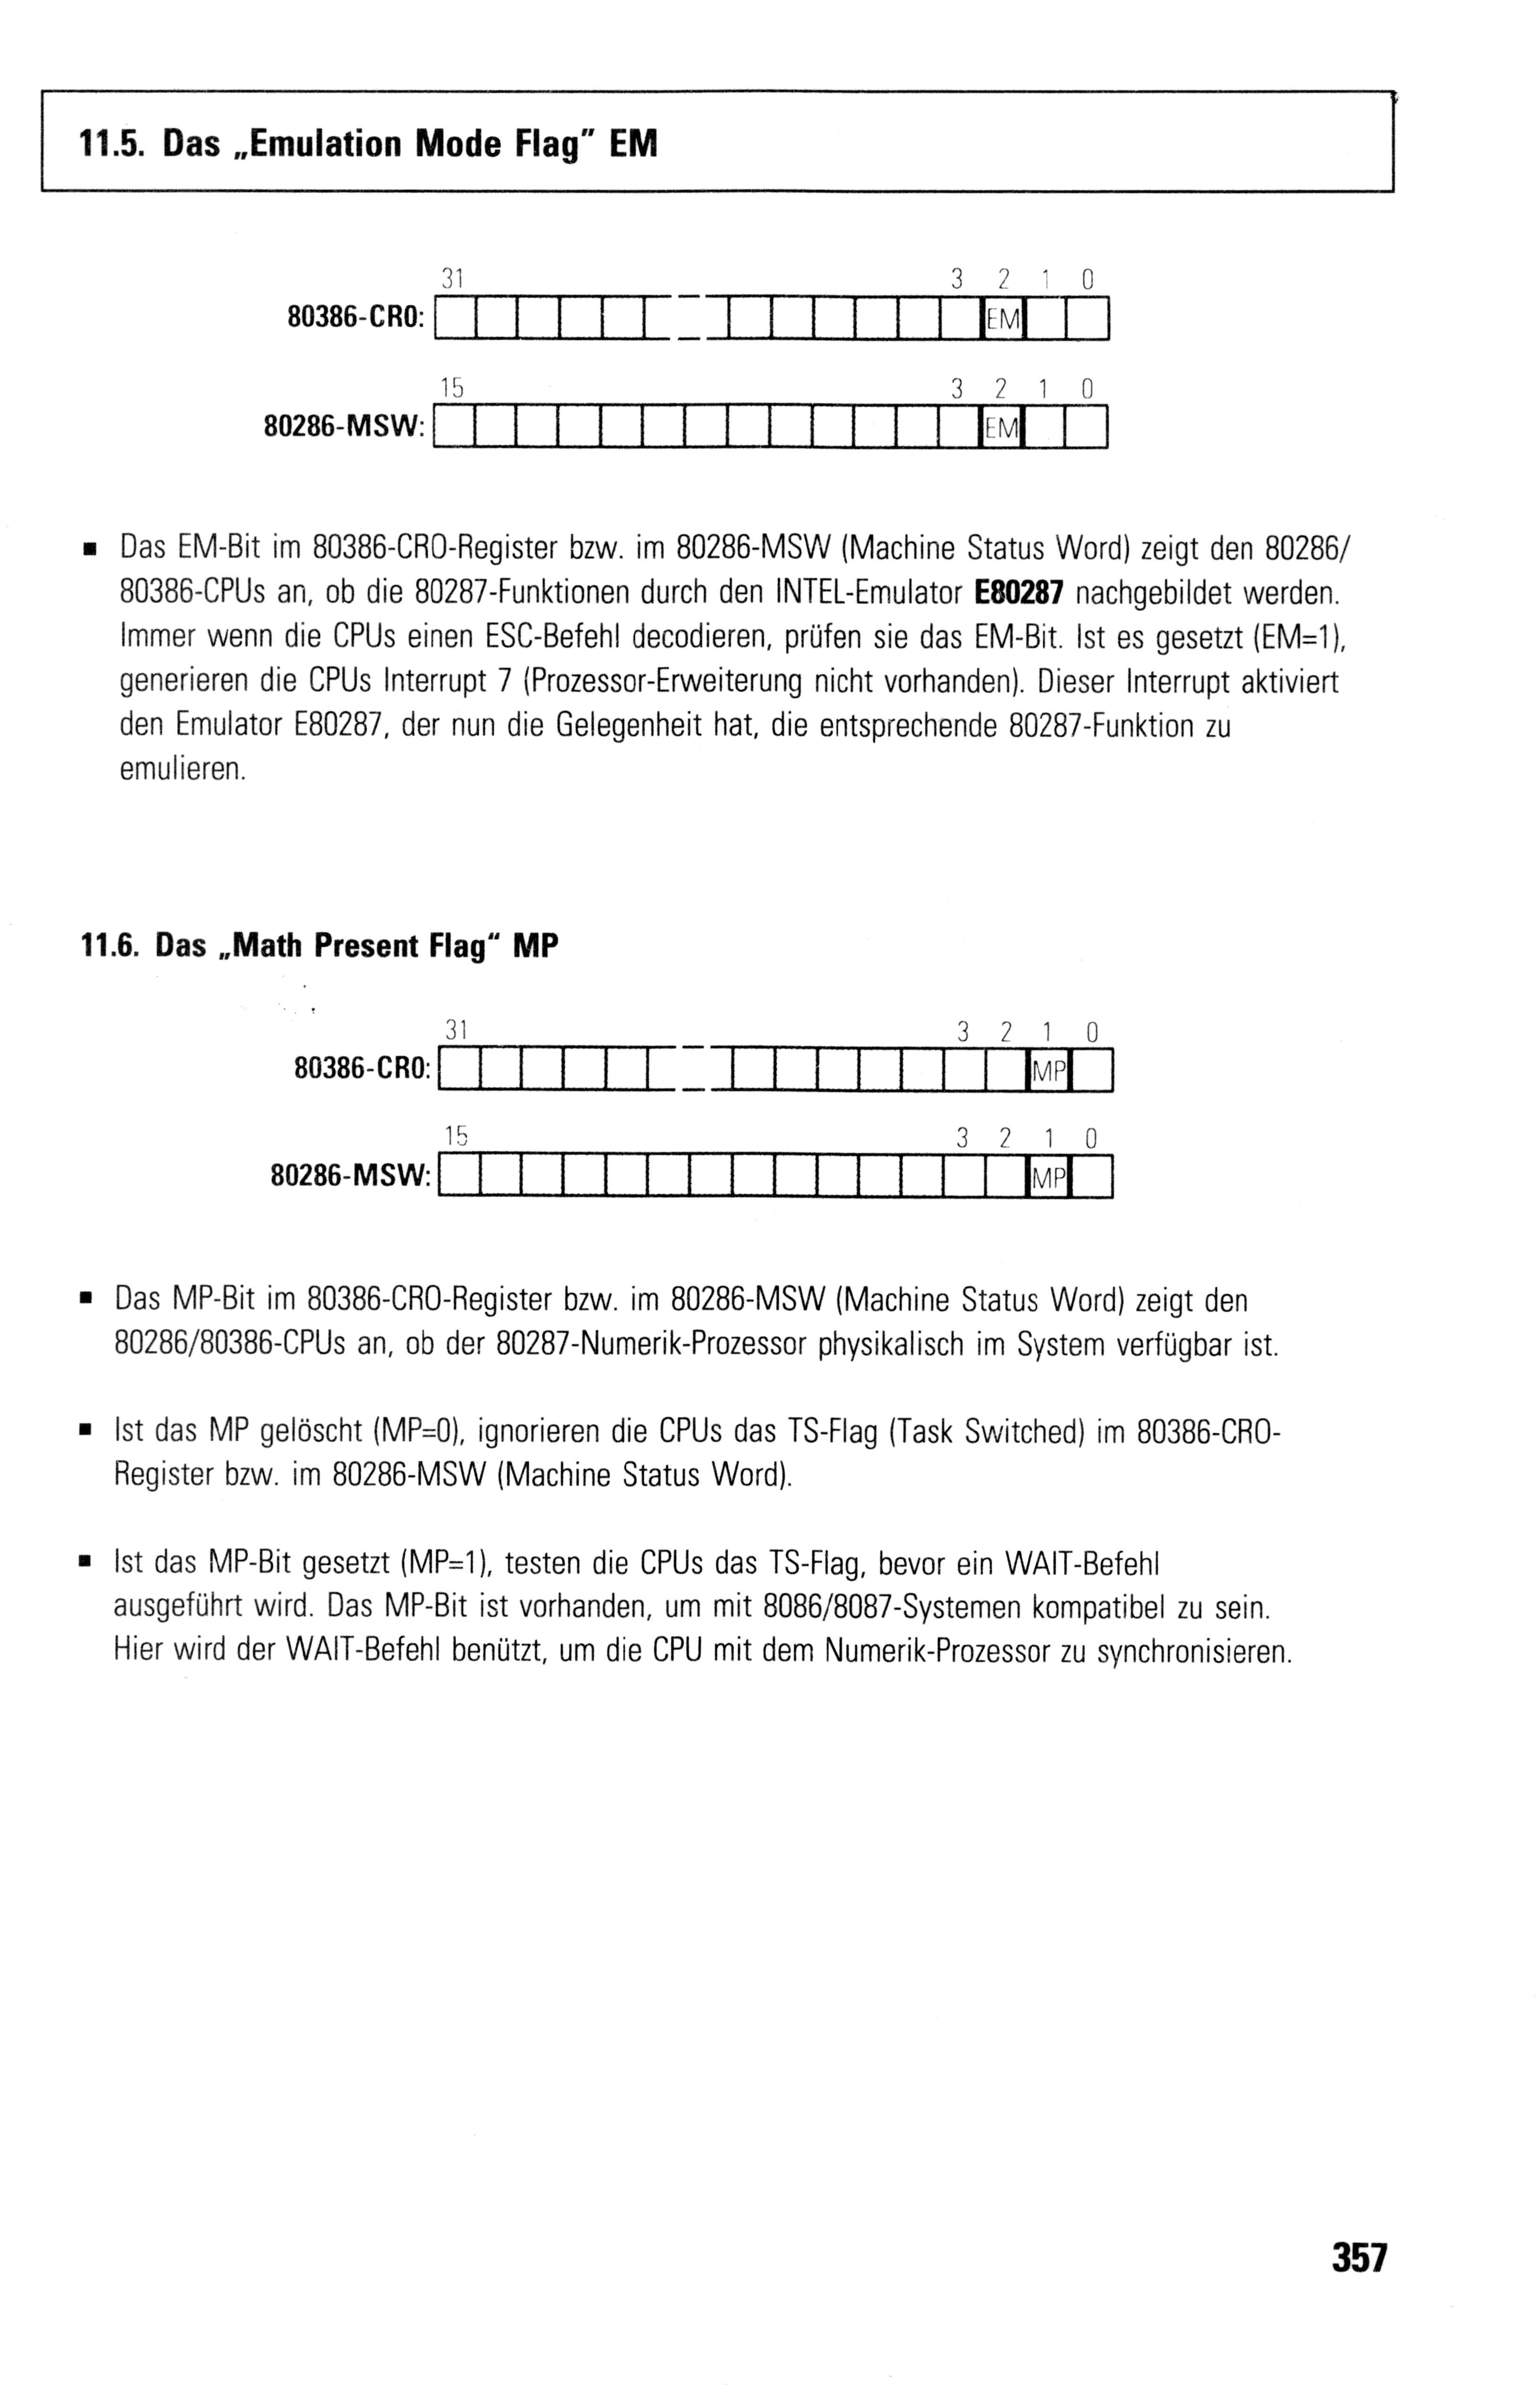 11.5. Das „Emulation Mode Flag" EM
31 3 2 1 0
80386-CR0: EM
15 3 2 1 0
80286-MSW: EM
▪ Das EM-Bit im 80386-CR0-Register bzw. im 80286-MSW (Machine Status Word) zeigt den 80286/
80386-CPUs an, ob die 80287-Funktionen durch den INTEL-Emulator E80287 nachgebildet werden.
Immer wenn die CPUs einen ESC-Befehl decodieren, prüfen sie das EM-Bit. Ist es gesetzt (EM=1),
generieren die CPUs Interrupt 7 (Prozessor-Erweiterung nicht vorhanden). Dieser Interrupt aktiviert
den Emulator E80287, der nun die Gelegenheit hat, die entsprechende 80287-Funktion zu
emulieren.
11.6. Das „Math Present Flag“ MP
31 3 2 1 0
80386-CR0: MP
15 3 2 1 0
80286-MSW: MP
▪ Das MP-Bit im 80386-CR0-Register bzw. im 80286-MSW (Machine Status Word) zeigt den
80286/80386-CPUs an, ob der 80287-Numerik-Prozessor physikalisch im System verfügbar ist.
▪ Ist das MP gelöscht (MP=0), ignorieren die CPUs das TS-Flag (Task Switched) im 80386-CR0-
Register bzw. im 80286-MSW (Machine Status Word).
▪ Ist das MP-Bit gesetzt (MP=1), testen die CPUs das TS-Flag, bevor ein WAIT-Befehl
ausgeführt wird. Das MP-Bit ist vorhanden, um mit 8086/8087-Systemen kompatibel zu sein.
Hier wird der WAIT-Befehl benützt, um die CPU mit dem Numerik-Prozessor zu synchronisieren.
357